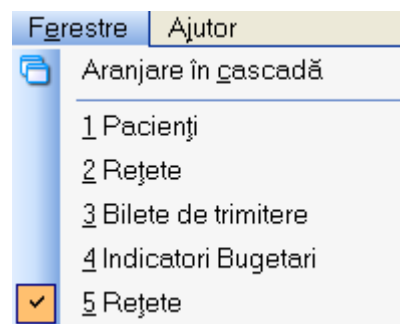 Ferestre Ajutor
Aranjare în cascadă
1 Pacienţi
2 Reţete
3 Bilete de trimitere
4 Indicatori Bugetari
5 Reţete